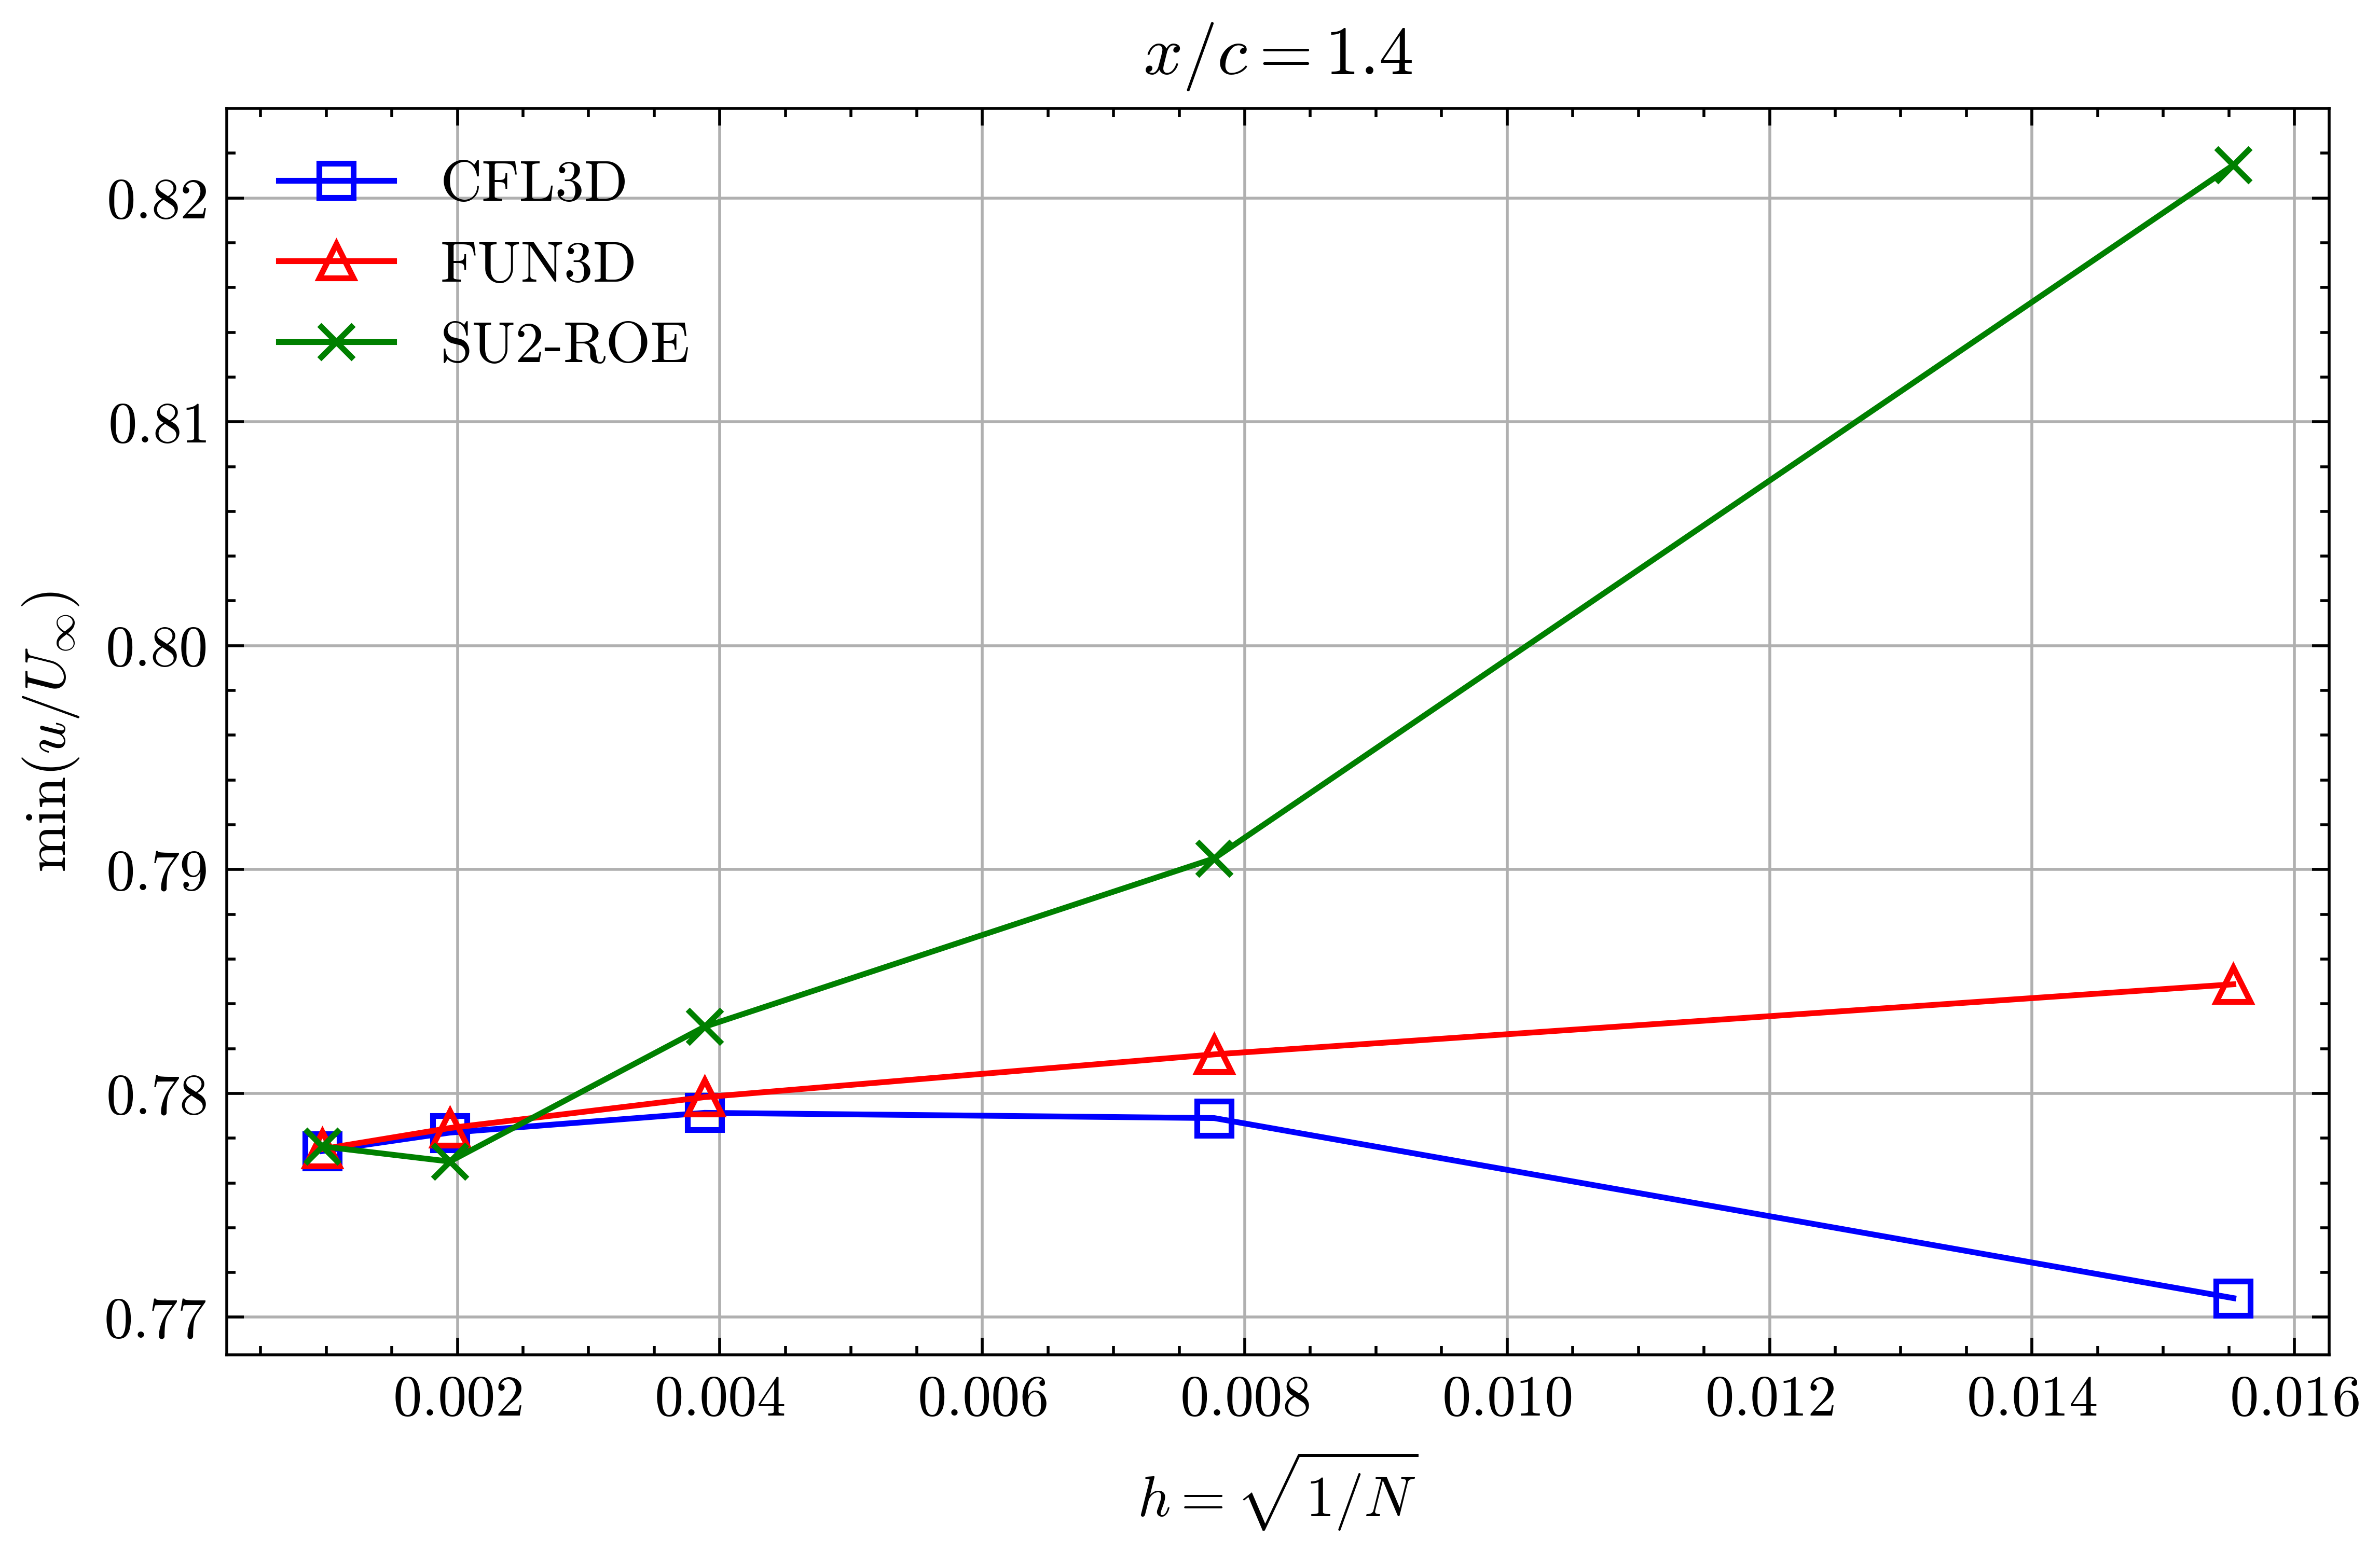 x/c = 1.4
CFL3D
FUN3D
SU2-ROE
min(u/U∞)
0.82
0.81
0.80
0.79
0.78
0.77
0.002 0.004 0.006 0.008 0.010 0.012 0.014 0.016
h = √1/N